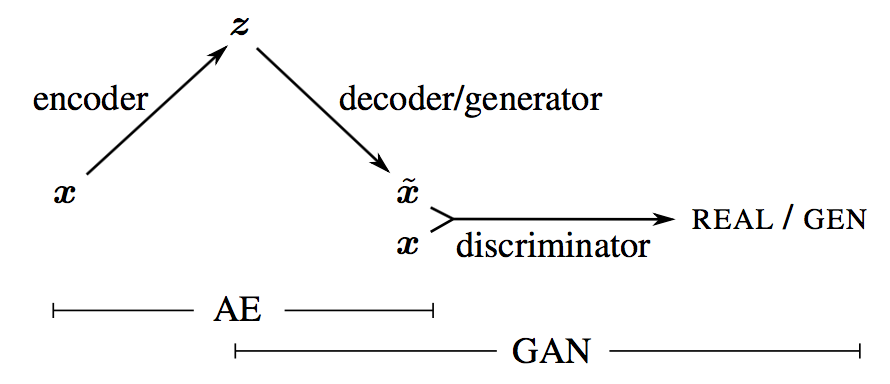 z
encoder
decoder/generator
x
x̃
x
discriminator
REAL / GEN
AE
GAN